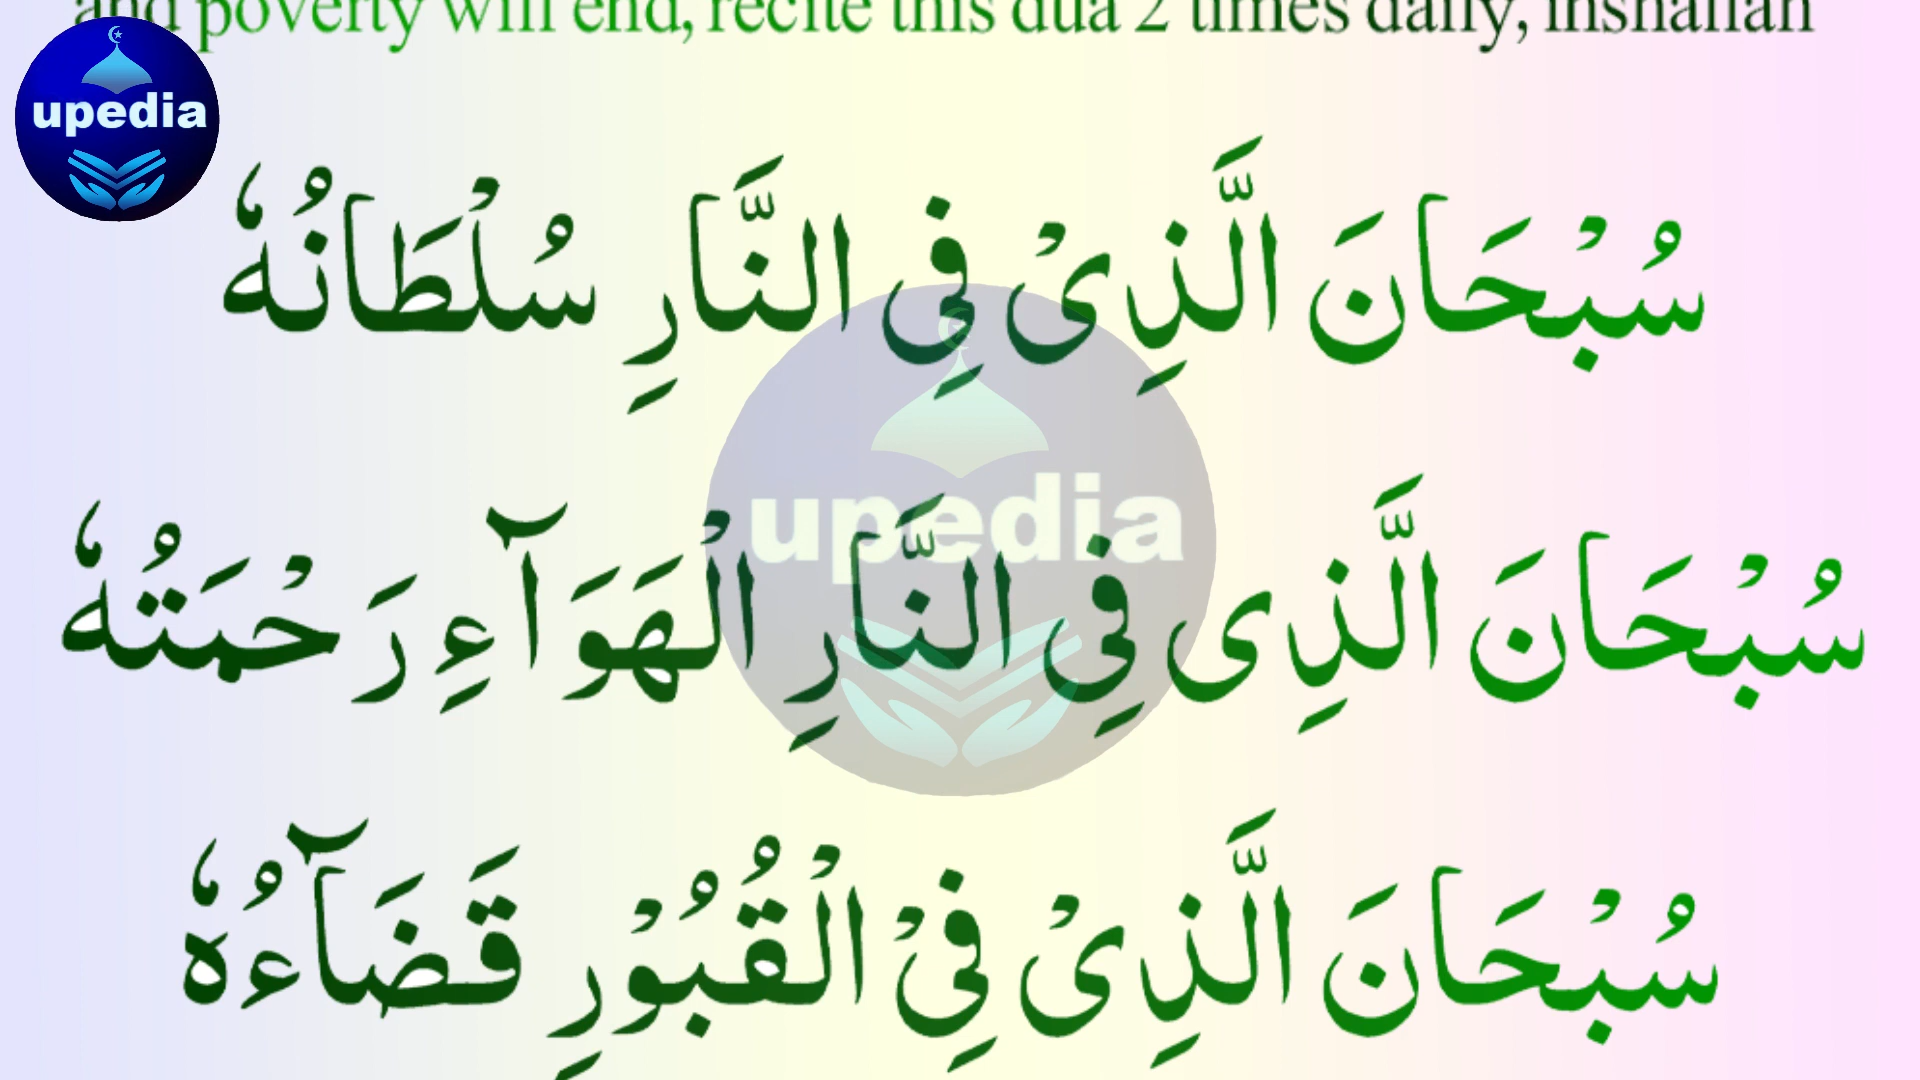 and poverty will end, recite this dua 2 times daily, inshallah
upedia
سُبْحَانَ الَّذِیْ فِی النَّارِ سُلْطَانُهٗ
upedia
سُبْحَانَ الَّذِی فِی النَّارِ الْهَوَآءِ رَحْمَتُهٗ
سُبْحَانَ الَّذِیْ فِیْ الْقُبُوْرِ قَضَآءُهٗ